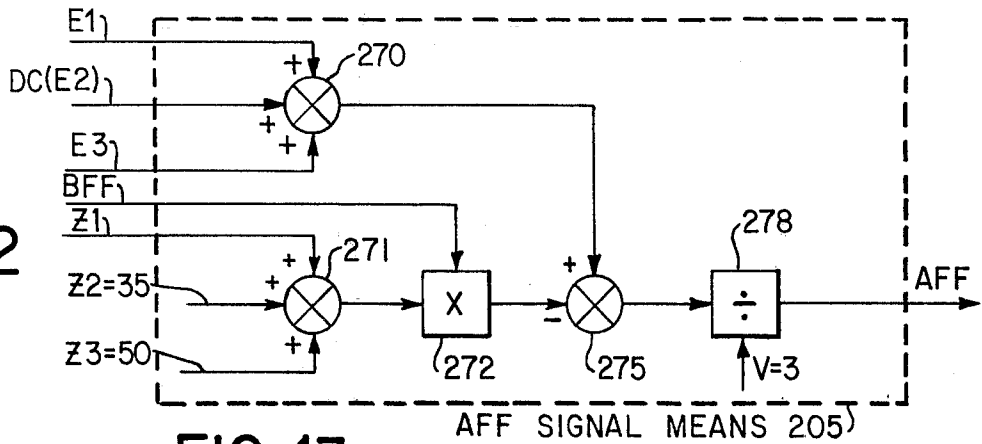 E1
270
DC(E2)
+
+
+
E3
BFF
2
Z1
271
278
+
+
+
Z2=35
X
+
-
÷
AFF
Z3=50
272
275
V=3
AFF SIGNAL MEANS 205